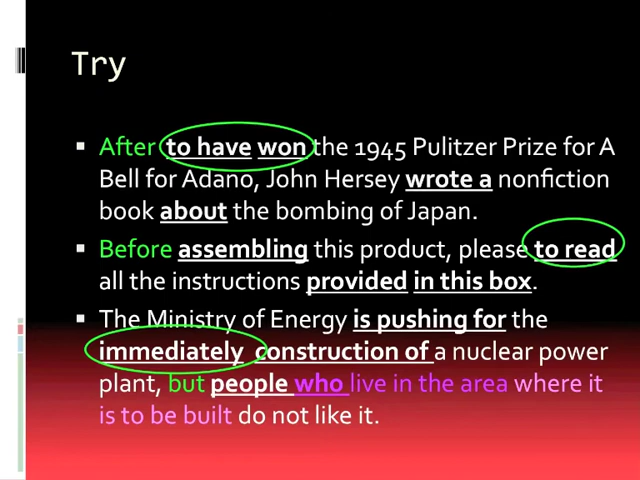 Try
▪ After to have won the 1945 Pulitzer Prize for A
Bell for Adano, John Hersey wrote a nonfiction
book about the bombing of Japan.
▪ Before assembling this product, please to read
all the instructions provided in this box.
▪ The Ministry of Energy is pushing for the
immediately construction of a nuclear power
plant, but people who live in the area where it
is to be built do not like it.